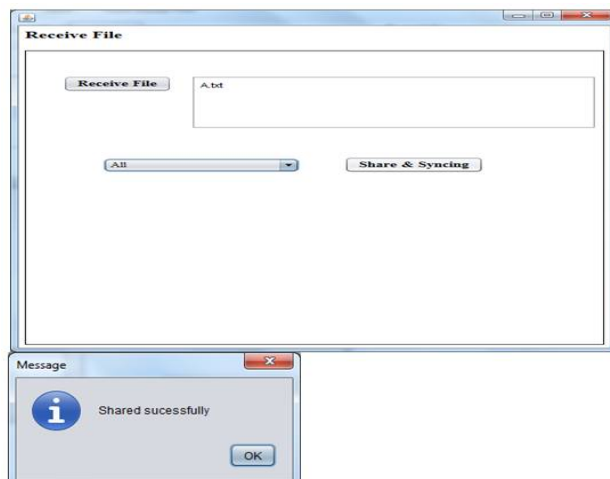 Receive File
Receive File
A.txt
All
Share & Syncing
Message
Shared sucessfully
OK